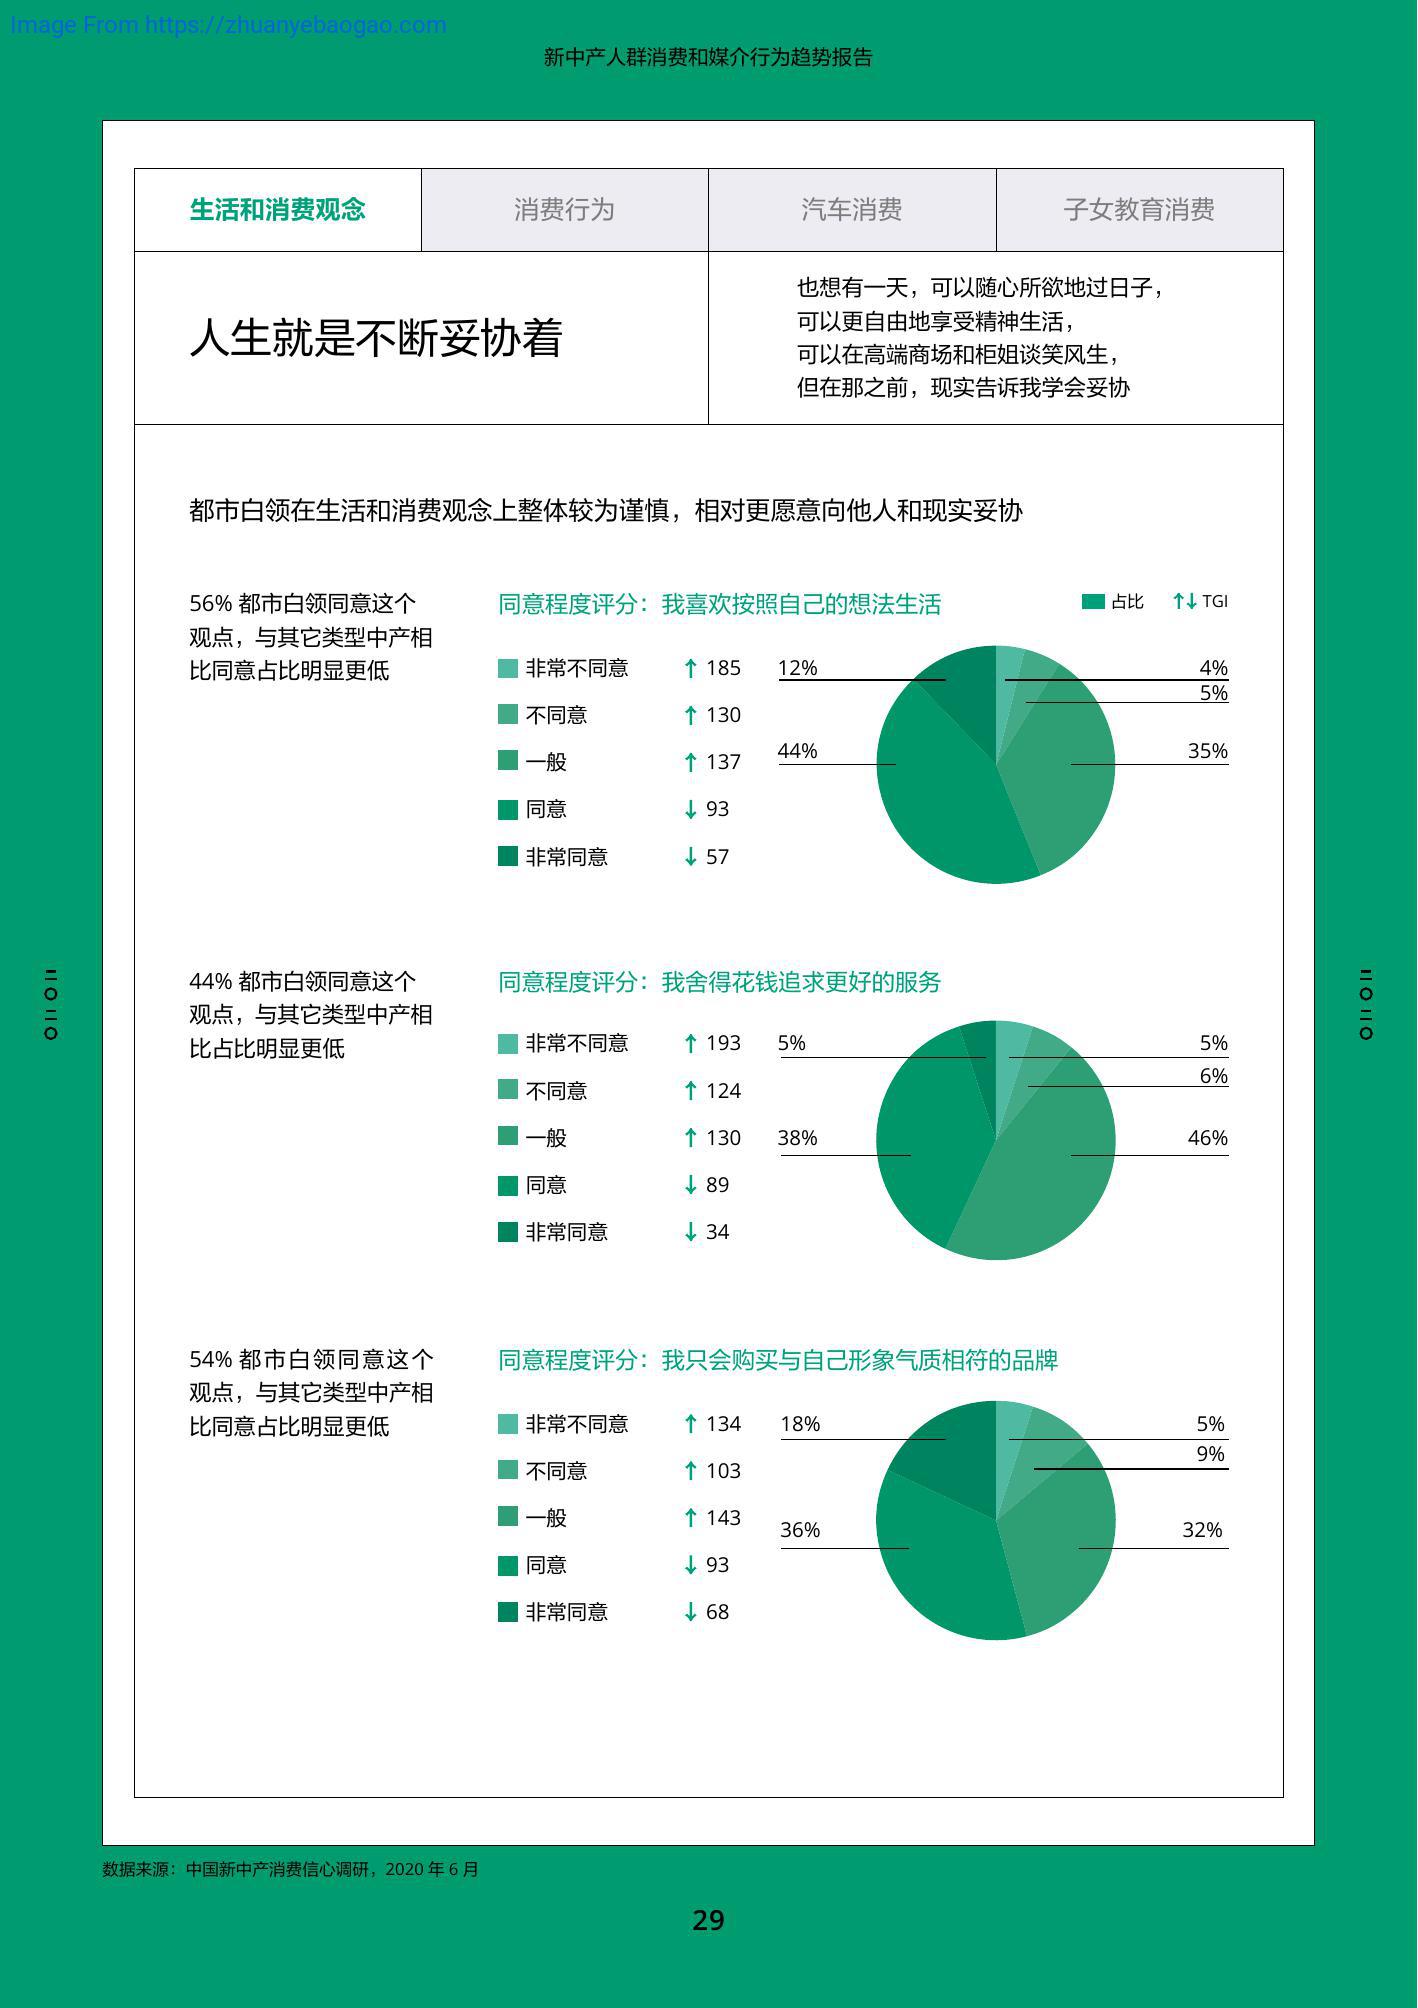 Image From https://zhuanyebaogao.com
新中产人群消费和媒介行为趋势报告
生活和消费观念
消费行为
汽车消费
子女教育消费
人生就是不断妥协着
也想有一天，可以随心所欲地过日子，
可以更自由地享受精神生活，
可以在高端商场和柜姐谈笑风生，
但在那之前，现实告诉我学会妥协
都市白领在生活和消费观念上整体较为谨慎，相对更愿意向他人和现实妥协
56% 都市白领同意这个
观点，与其它类型中产相
比同意占比明显更低
同意程度评分：我喜欢按照自己的想法生活
占比 ↑↓ TGI
非常不同意 ↑ 185
不同意 ↑ 130
一般 ↑ 137
同意 ↓ 93
非常同意 ↓ 57
12%
44%
4%
5%
35%
44% 都市白领同意这个
观点，与其它类型中产相
比占比明显更低
同意程度评分：我舍得花钱追求更好的服务
非常不同意 ↑ 193
不同意 ↑ 124
一般 ↑ 130
同意 ↓ 89
非常同意 ↓ 34
5%
38%
5%
6%
46%
54% 都市白领同意这个
观点，与其它类型中产相
比同意占比明显更低
同意程度评分：我只会购买与自己形象气质相符的品牌
非常不同意 ↑ 134
不同意 ↑ 103
一般 ↑ 143
同意 ↓ 93
非常同意 ↓ 68
18%
36%
5%
9%
32%
数据来源：中国新中产消费信心调研，2020 年 6 月
29